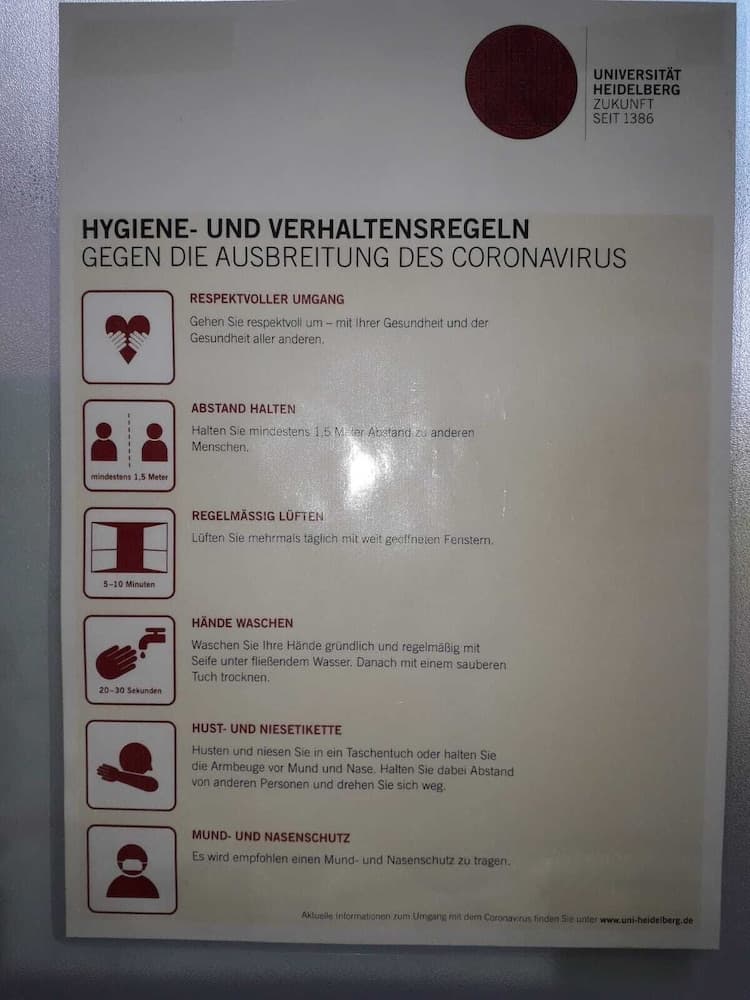 UNIVERSITÄT
HEIDELBERG
ZUKUNFT
SEIT 1386
HYGIENE- UND VERHALTENSREGELN
GEGEN DIE AUSBREITUNG DES CORONAVIRUS
RESPEKTVOLLER UMGANG
Gehen Sie respektvoll um – mit Ihrer Gesundheit und der
Gesundheit aller anderen.
ABSTAND HALTEN
Halten Sie mindestens 1,5 Meter Abstand zu anderen
Menschen.
mindestens 1,5 Meter
REGELMÄSSIG LÜFTEN
Lüften Sie mehrmals täglich mit weit geöffneten Fenstern.
5–10 Minuten
HÄNDE WASCHEN
Waschen Sie Ihre Hände gründlich und regelmäßig mit
Seife unter fließendem Wasser. Danach mit einem sauberen
Tuch trocknen.
20–30 Sekunden
HUST- UND NIESETIKETTE
Husten und niesen Sie in ein Taschentuch oder halten Sie
die Armbeuge vor Mund und Nase. Halten Sie dabei Abstand
von anderen Personen und drehen Sie sich weg.
MUND- UND NASENSCHUTZ
Es wird empfohlen einen Mund- und Nasenschutz zu tragen.
Aktuelle Informationen zum Umgang mit dem Coronavirus finden Sie unter www.uni-heidelberg.de